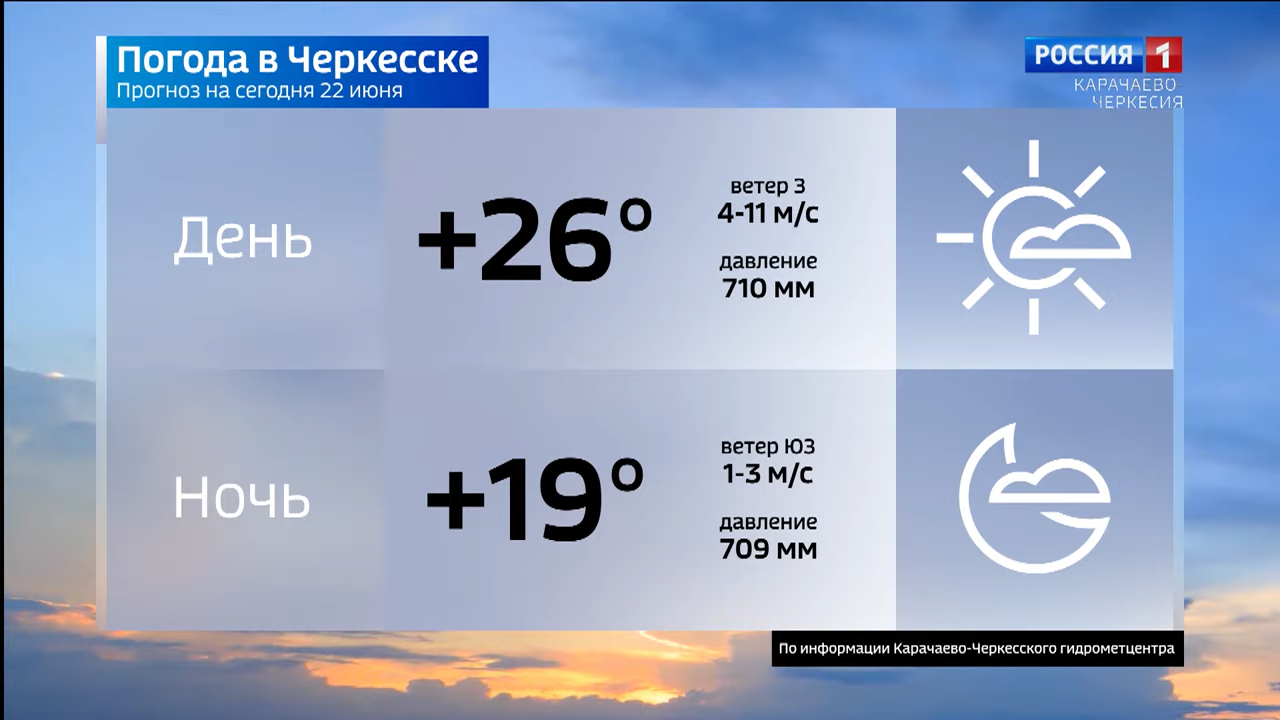 Погода в Черкесске
Прогноз на сегодня 22 июня
РОССИЯ 1
КАРАЧАЕВО-
ЧЕРКЕСИЯ
День
+26°
ветер З
4-11 м/с
давление
710 мм
Ночь
+19°
ветер ЮЗ
1-3 м/с
давление
709 мм
По информации Карачаево-Черкесского гидрометцентра